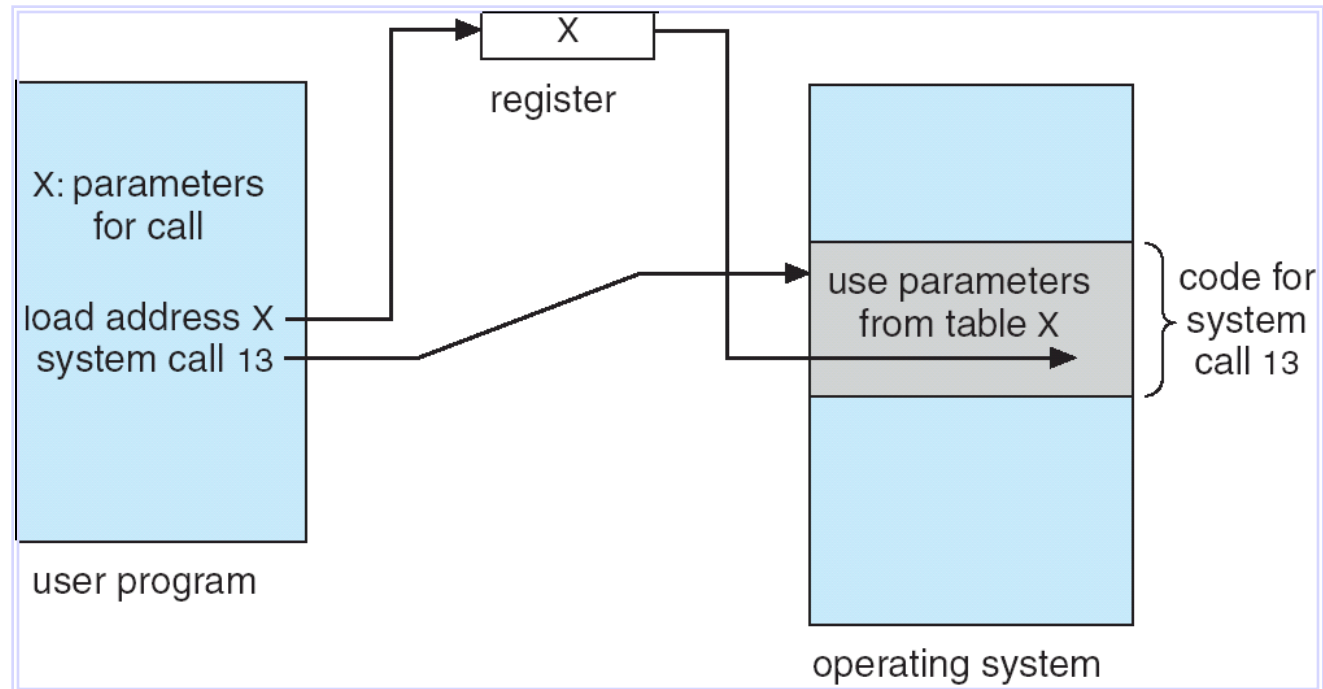 X
register
X: parameters
for call
load address X
system call 13
use parameters
from table X
code for
system
call 13
user program
operating system